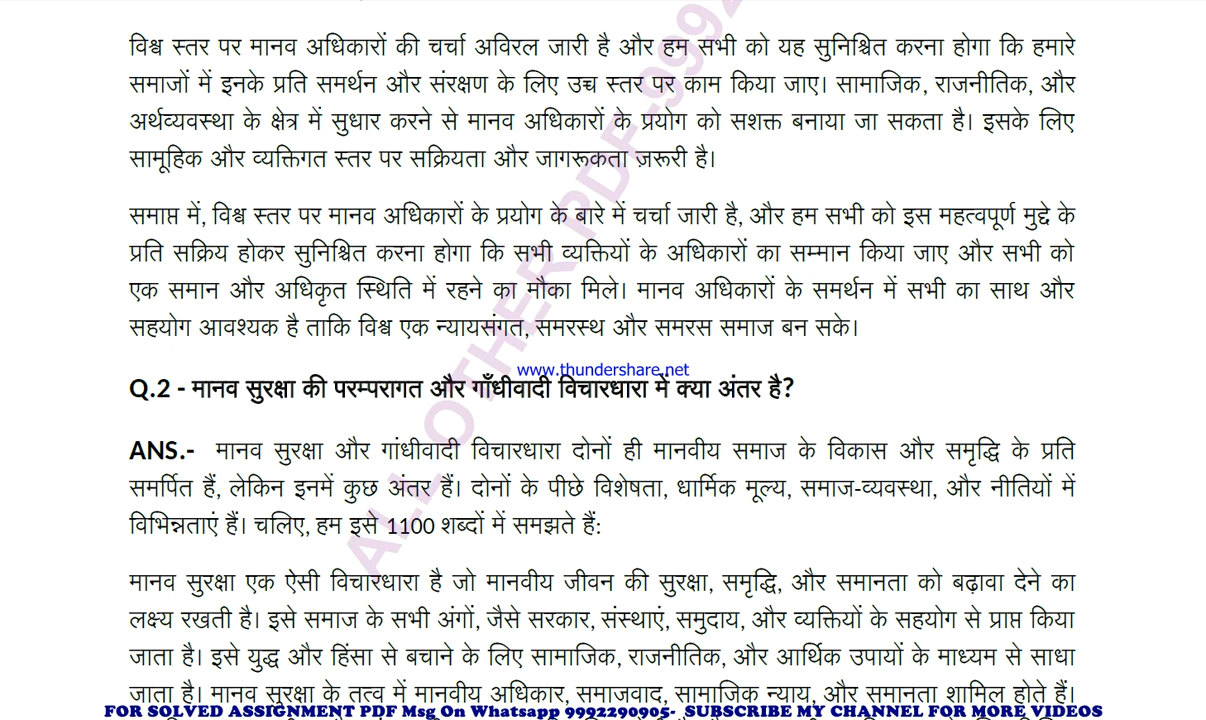 विश्व स्तर पर मानव अधिकारों की चर्चा अविरल जारी है और हम सभी को यह सुनिश्चित करना होगा कि हमारे
समाजों में इनके प्रति समर्थन और संरक्षण के लिए उच्च स्तर पर काम किया जाए। सामाजिक, राजनीतिक, और
अर्थव्यवस्था के क्षेत्र में सुधार करने से मानव अधिकारों के प्रयोग को सशक्त बनाया जा सकता है। इसके लिए
सामूहिक और व्यक्तिगत स्तर पर सक्रियता और जागरूकता ज़रूरी है।
समाप्त में, विश्व स्तर पर मानव अधिकारों के प्रयोग के बारे में चर्चा जारी है, और हम सभी को इस महत्वपूर्ण मुद्दे के
प्रति सक्रिय होकर सुनिश्चित करना होगा कि सभी व्यक्तियों के अधिकारों का सम्मान किया जाए और सभी को
एक समान और अधिकृत स्थिति में रहने का मौका मिले। मानव अधिकारों के समर्थन में सभी का साथ और
सहयोग आवश्यक है ताकि विश्व एक न्यायसंगत, समरस्थ और समरस समाज बन सके।
www.thundershare.net
Q.2 - मानव सुरक्षा की परम्परागत और गाँधीवादी विचारधारा में क्या अंतर है?
ANS.- मानव सुरक्षा और गांधीवादी विचारधारा दोनों ही मानवीय समाज के विकास और समृद्धि के प्रति
समर्पित हैं, लेकिन इनमें कुछ अंतर हैं। दोनों के पीछे विशेषता, धार्मिक मूल्य, समाज-व्यवस्था, और नीतियों में
विभिन्नताएं हैं। चलिए, हम इसे 1100 शब्दों में समझते हैं:
मानव सुरक्षा एक ऐसी विचारधारा है जो मानवीय जीवन की सुरक्षा, समृद्धि, और समानता को बढ़ावा देने का
लक्ष्य रखती है। इसे समाज के सभी अंगों, जैसे सरकार, संस्थाएं, समुदाय, और व्यक्तियों के सहयोग से प्राप्त किया
जाता है। इसे युद्ध और हिंसा से बचाने के लिए सामाजिक, राजनीतिक, और आर्थिक उपायों के माध्यम से साधा
जाता है। मानव सुरक्षा के तत्व में मानवीय अधिकार, समाजवाद, सामाजिक न्याय, और समानता शामिल होते हैं।
FOR SOLVED ASSIGNMENT PDF Msg On Whatsapp 9992290905- SUBSCRIBE MY CHANNEL FOR MORE VIDEOS
ALL OTHER PDF-9992